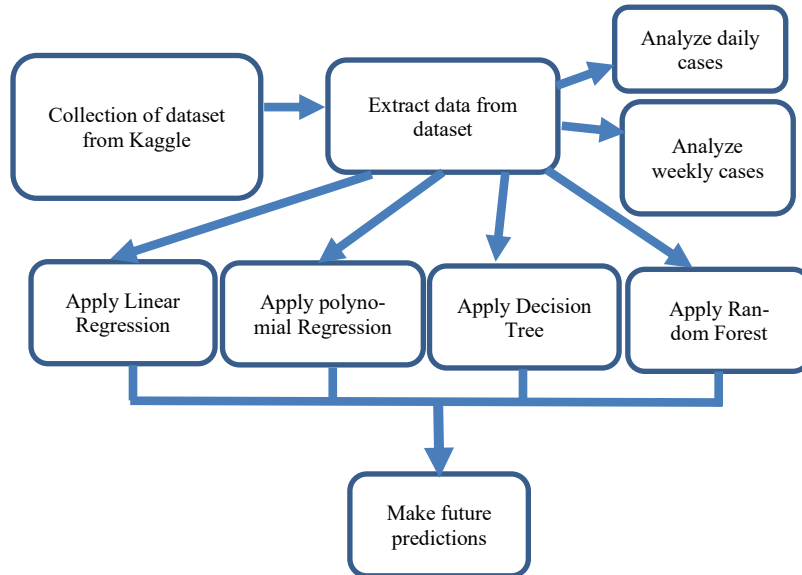 Analyze daily
cases
Collection of dataset
from Kaggle
Extract data from
dataset
Analyze
weekly cases
Apply Linear
Regression
Apply polyno-
mial Regression
Apply Decision
Tree
Apply Ran-
dom Forest
Make future
predictions